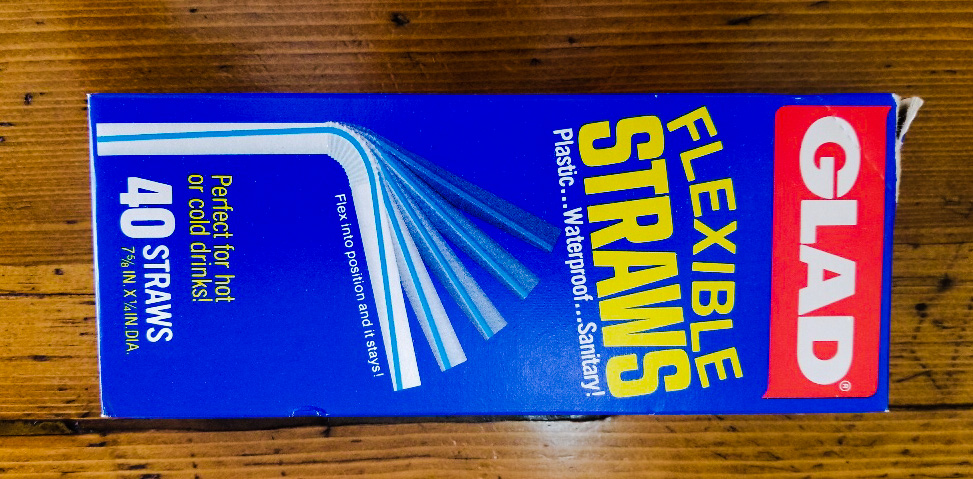 GLAD®
FLEXIBLE
STRAWS
Plastic...Waterproof...Sanitary!
Flex into position and it stays!
Perfect for hot
or cold drinks!
40 STRAWS
7⅝ IN. X ¼ IN. DIA.